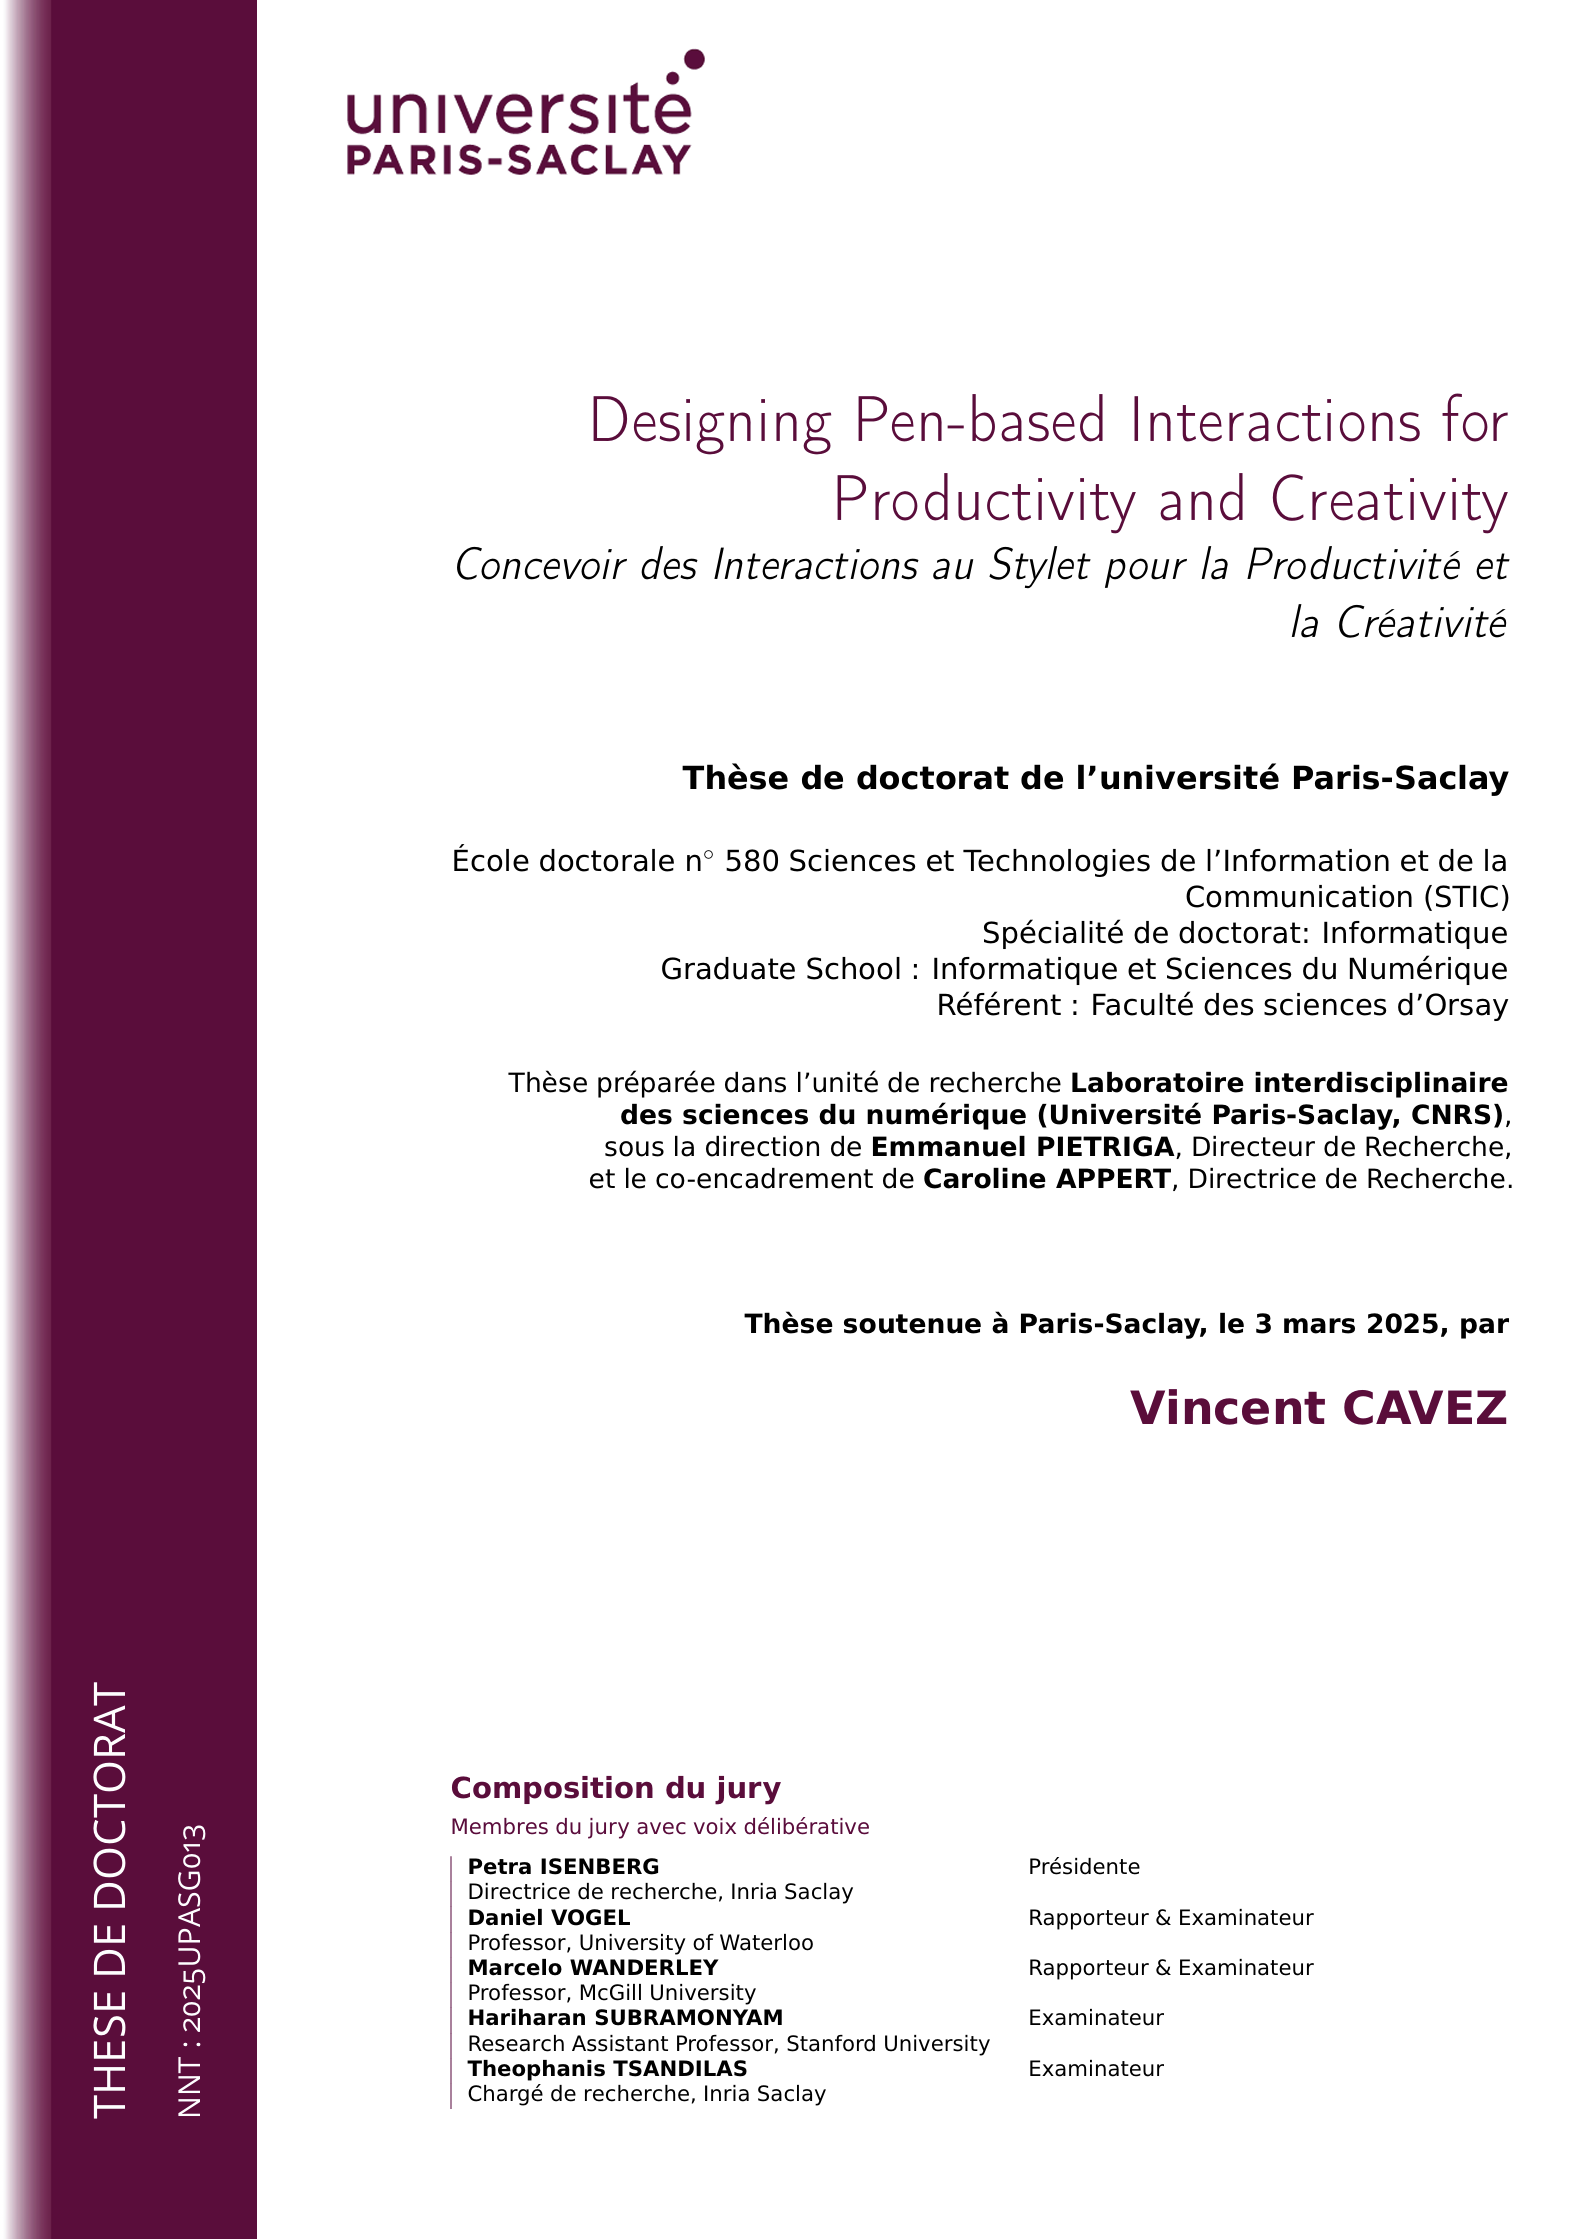 université
PARIS-SACLAY
Designing Pen-based Interactions for
Productivity and Creativity
Concevoir des Interactions au Stylet pour la Productivité et
la Créativité
Thèse de doctorat de l’université Paris-Saclay
École doctorale n° 580 Sciences et Technologies de l’Information et de la
Communication (STIC)
Spécialité de doctorat: Informatique
Graduate School : Informatique et Sciences du Numérique
Référent : Faculté des sciences d’Orsay
Thèse préparée dans l’unité de recherche Laboratoire interdisciplinaire
des sciences du numérique (Université Paris-Saclay, CNRS),
sous la direction de Emmanuel PIETRIGA, Directeur de Recherche,
et le co-encadrement de Caroline APPERT, Directrice de Recherche.
Thèse soutenue à Paris-Saclay, le 3 mars 2025, par
Vincent CAVEZ
THESE DE DOCTORAT
NNT : 2025UPASG013
Composition du jury
Membres du jury avec voix délibérative
Petra ISENBERG Présidente
Directrice de recherche, Inria Saclay
Daniel VOGEL Rapporteur & Examinateur
Professor, University of Waterloo
Marcelo WANDERLEY Rapporteur & Examinateur
Professor, McGill University
Hariharan SUBRAMONYAM Examinateur
Research Assistant Professor, Stanford University
Theophanis TSANDILAS Examinateur
Chargé de recherche, Inria Saclay